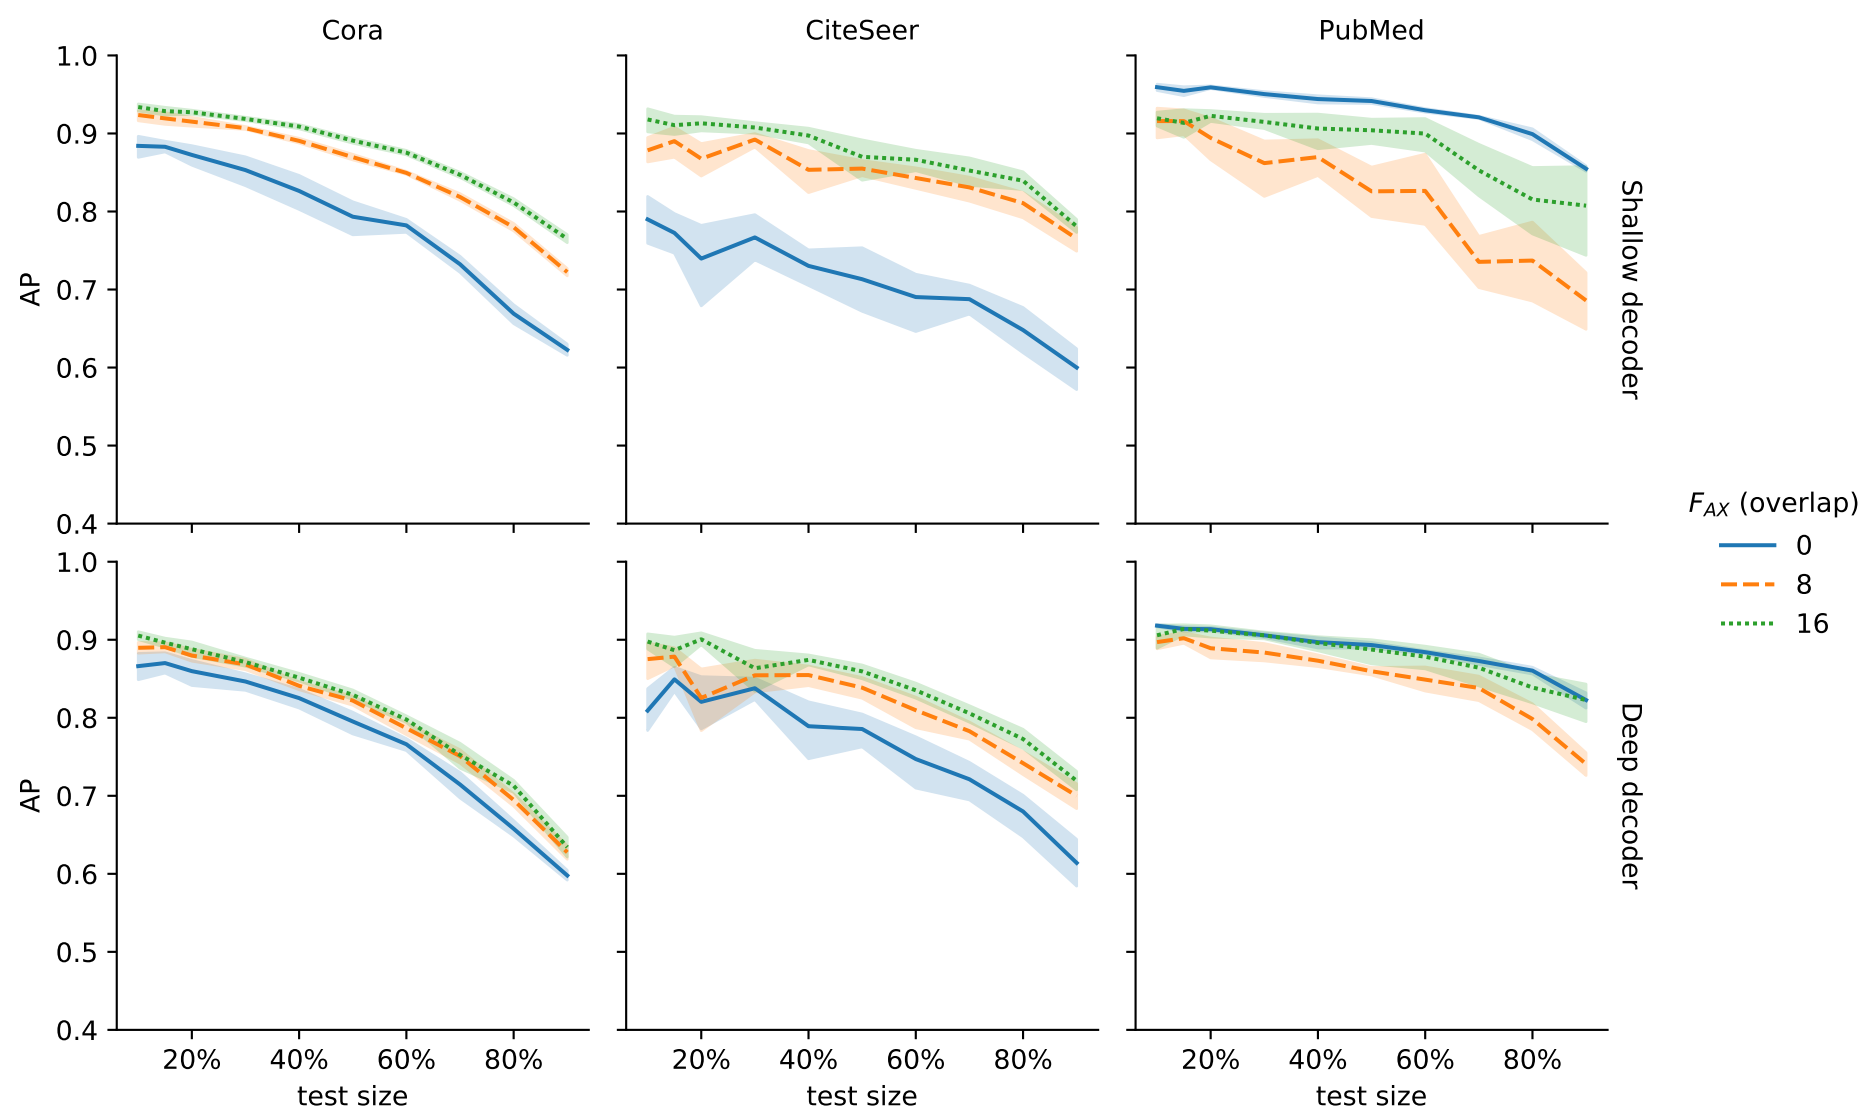 Cora CiteSeer PubMed
1.0
0.9
0.8
0.7
0.6
0.5
0.4
AP
Shallow decoder
1.0
0.9
0.8
0.7
0.6
0.5
0.4
AP
Deep decoder
20% 40% 60% 80% 20% 40% 60% 80% 20% 40% 60% 80%
test size test size test size
F_AX (overlap)
0
8
16